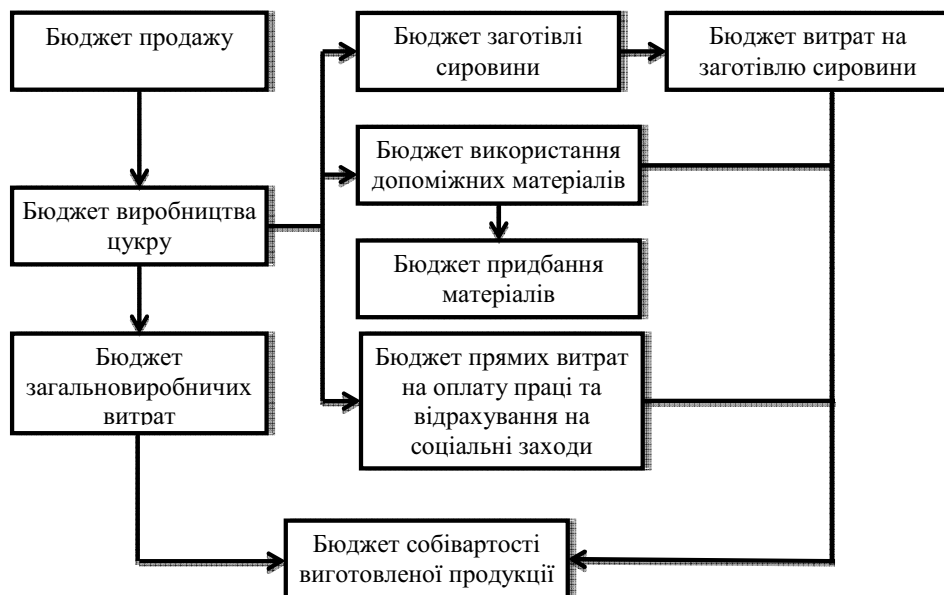 Бюджет продажу
Бюджет заготівлі
сировини
Бюджет витрат на
заготівлю сировини
Бюджет використання
допоміжних матеріалів
Бюджет виробництва
цукру
Бюджет придбання
матеріалів
Бюджет
загальновиробничих
витрат
Бюджет прямих витрат
на оплату праці та
відрахування на
соціальні заходи
Бюджет собівартості
виготовленої продукції